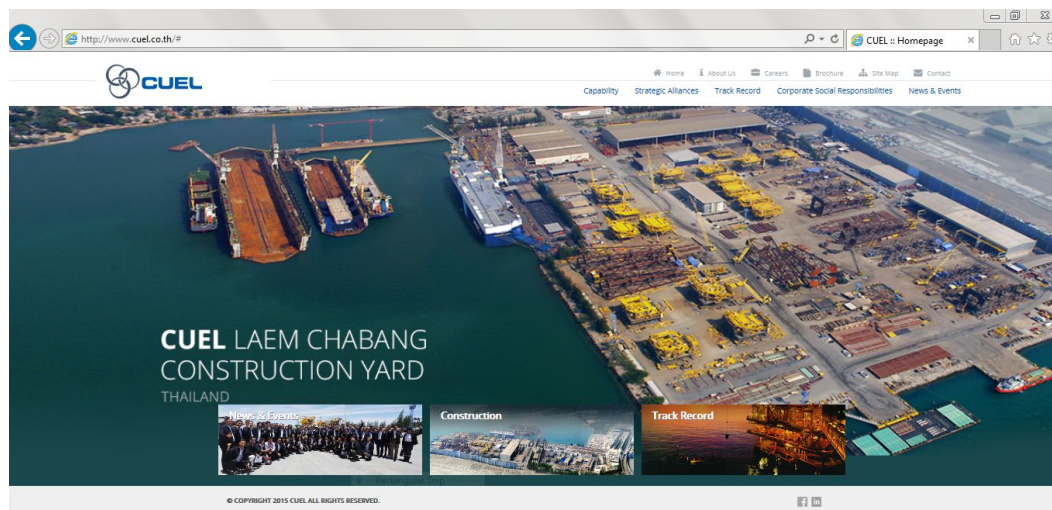 http://www.cuel.co.th/#
CUEL :: Homepage
CUEL
Home About Us Careers Brochure Site Map Contact
Capability Strategic Alliances Track Record Corporate Social Responsibilities News & Events
CUEL LAEM CHABANG
CONSTRUCTION YARD
THAILAND
News & Events Construction Track Record
Rectangular Snip
© COPYRIGHT 2015 CUEL ALL RIGHTS RESERVED.